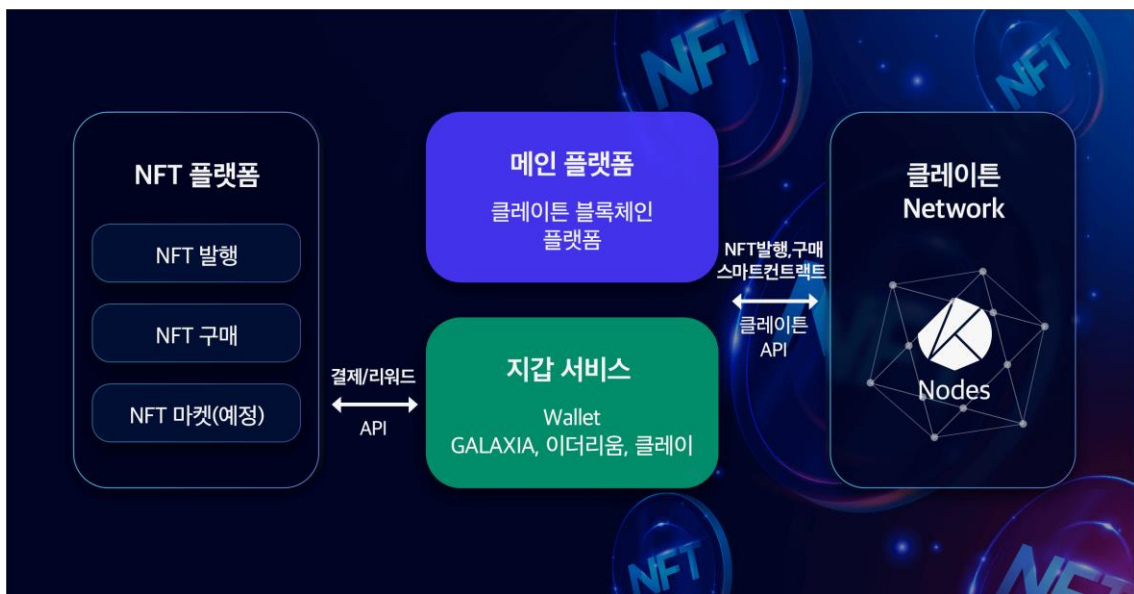 NFT 플랫폼
NFT 발행
NFT 구매
NFT 마켓(예정)
결제/리워드
API
메인 플랫폼
클레이튼 블록체인
플랫폼
지갑 서비스
Wallet
GALAXIA, 이더리움, 클레이
NFT발행,구매
스마트컨트랙트
클레이튼
API
클레이튼
Network
Nodes
NFT
NFT
NFT
NFT